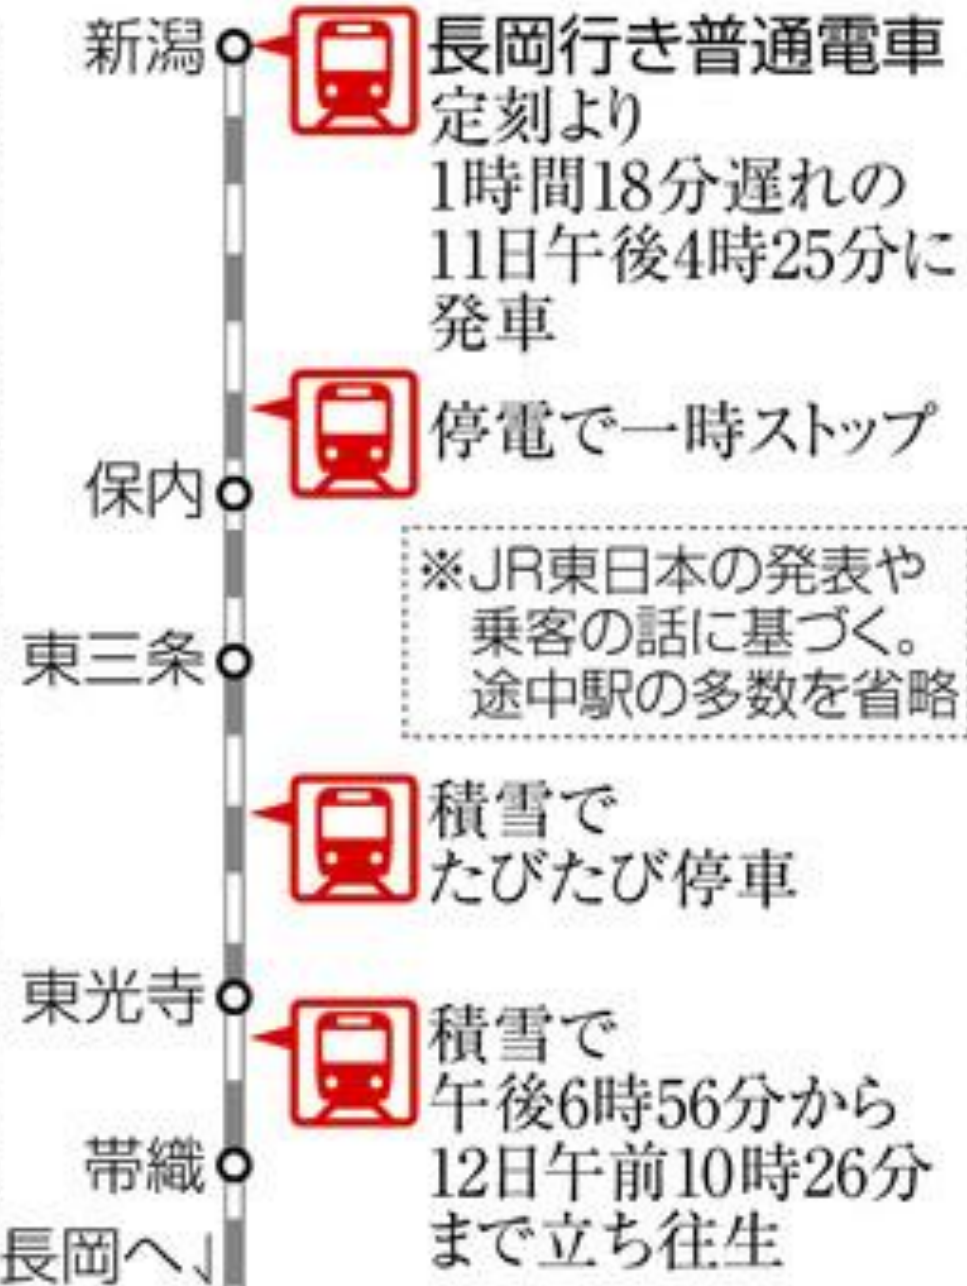 新潟
長岡行き普通電車
定刻より
1時間18分遅れの
11日午後4時25分に
発車
停電で一時ストップ
保内
※JR東日本の発表や
乗客の話に基づく。
途中駅の多数を省略
東三条
積雪で
たびたび停車
東光寺
積雪で
午後6時56分から
12日午前10時26分
まで立ち往生
帯織
長岡へ↓